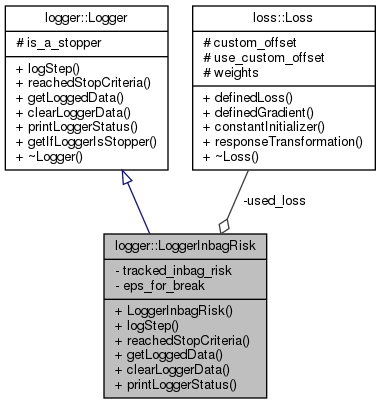 logger::Logger
# is_a_stopper
+ logStep()
+ reachedStopCriteria()
+ getLoggedData()
+ clearLoggerData()
+ printLoggerStatus()
+ getIfLoggerIsStopper()
+ ~Logger()
loss::Loss
# custom_offset
# use_custom_offset
# weights
+ definedLoss()
+ definedGradient()
+ constantInitializer()
+ responseTransformation()
+ ~Loss()
-used_loss
logger::LoggerInbagRisk
- tracked_inbag_risk
- eps_for_break
+ LoggerInbagRisk()
+ logStep()
+ reachedStopCriteria()
+ getLoggedData()
+ clearLoggerData()
+ printLoggerStatus()